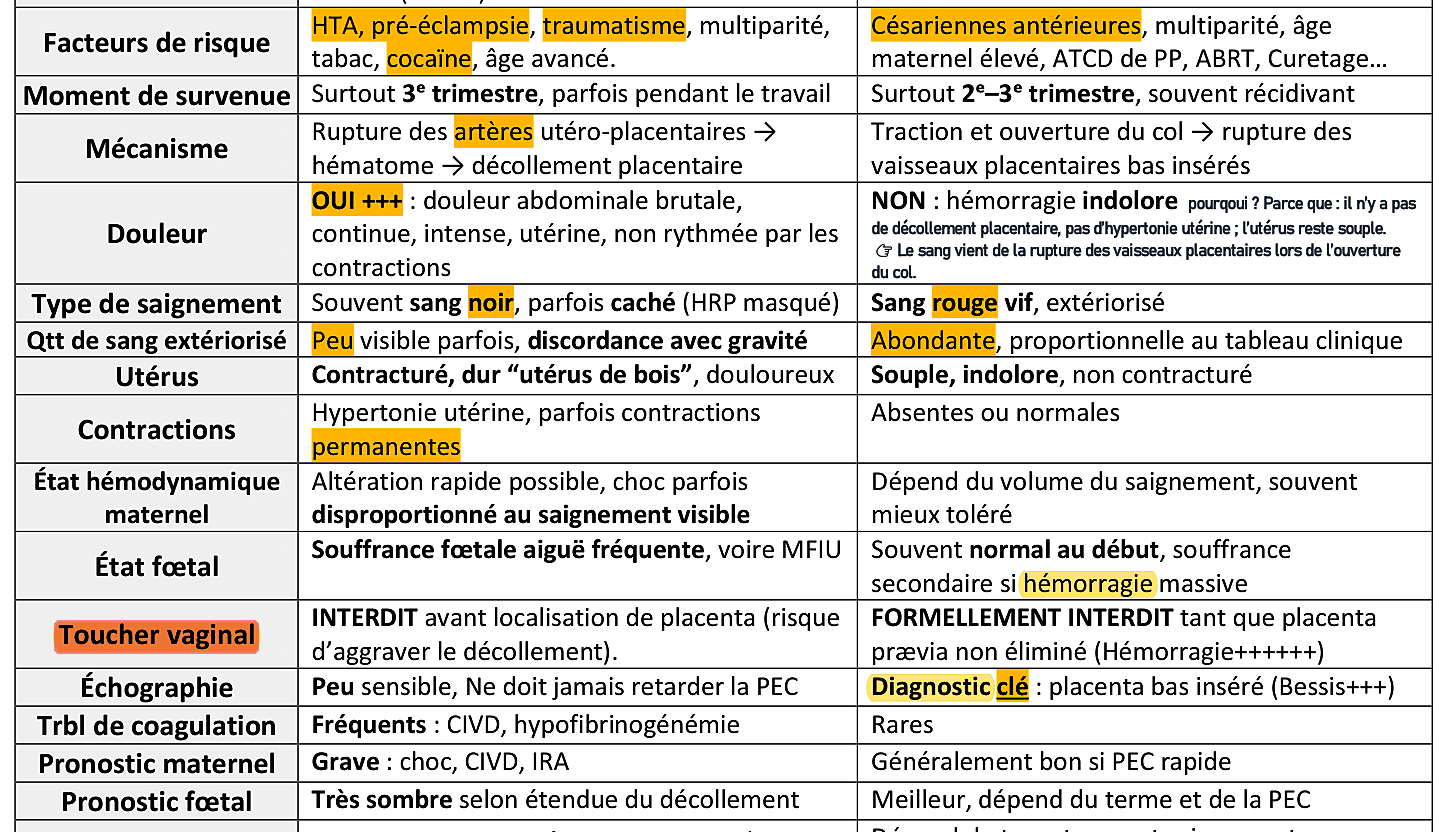 Facteurs de risque
HTA, pré-éclampsie, traumatisme, multiparité,
tabac, cocaïne, âge avancé.
Césariennes antérieures, multiparité, âge
maternel élevé, ATCD de PP, ABRT, Curetage…
Moment de survenue
Surtout 3e trimestre, parfois pendant le travail
Surtout 2e–3e trimestre, souvent récidivant
Mécanisme
Rupture des artères utéro-placentaires →
hématome → décollement placentaire
Traction et ouverture du col → rupture des
vaisseaux placentaires bas insérés
Douleur
OUI +++ : douleur abdominale brutale,
continue, intense, utérine, non rythmée par les
contractions
NON : hémorragie indolore pourqoui ? Parce que : il n'y a pas
de décollement placentaire, pas d'hypertonie utérine ; l'utérus reste souple.
👉 Le sang vient de la rupture des vaisseaux placentaires lors de l'ouverture
du col.
Type de saignement
Souvent sang noir, parfois caché (HRP masqué)
Sang rouge vif, extériorisé
Qtt de sang extériorisé
Peu visible parfois, discordance avec gravité
Abondante, proportionnelle au tableau clinique
Utérus
Contracturé, dur “utérus de bois”, douloureux
Souple, indolore, non contracturé
Contractions
Hypertonie utérine, parfois contractions
permanentes
Absentes ou normales
État hémodynamique
maternel
Altération rapide possible, choc parfois
disproportionné au saignement visible
Dépend du volume du saignement, souvent
mieux toléré
État fœtal
Souffrance fœtale aiguë fréquente, voire MFIU
Souvent normal au début, souffrance
secondaire si hémorragie massive
Toucher vaginal
INTERDIT avant localisation de placenta (risque
d’aggraver le décollement).
FORMELLEMENT INTERDIT tant que placenta
prævia non éliminé (Hémorragie++++++)
Échographie
Peu sensible, Ne doit jamais retarder la PEC
Diagnostic clé : placenta bas inséré (Bessis+++)
Trbl de coagulation
Fréquents : CIVD, hypofibrinogénémie
Rares
Pronostic maternel
Grave : choc, CIVD, IRA
Généralement bon si PEC rapide
Pronostic fœtal
Très sombre selon étendue du décollement
Meilleur, dépend du terme et de la PEC